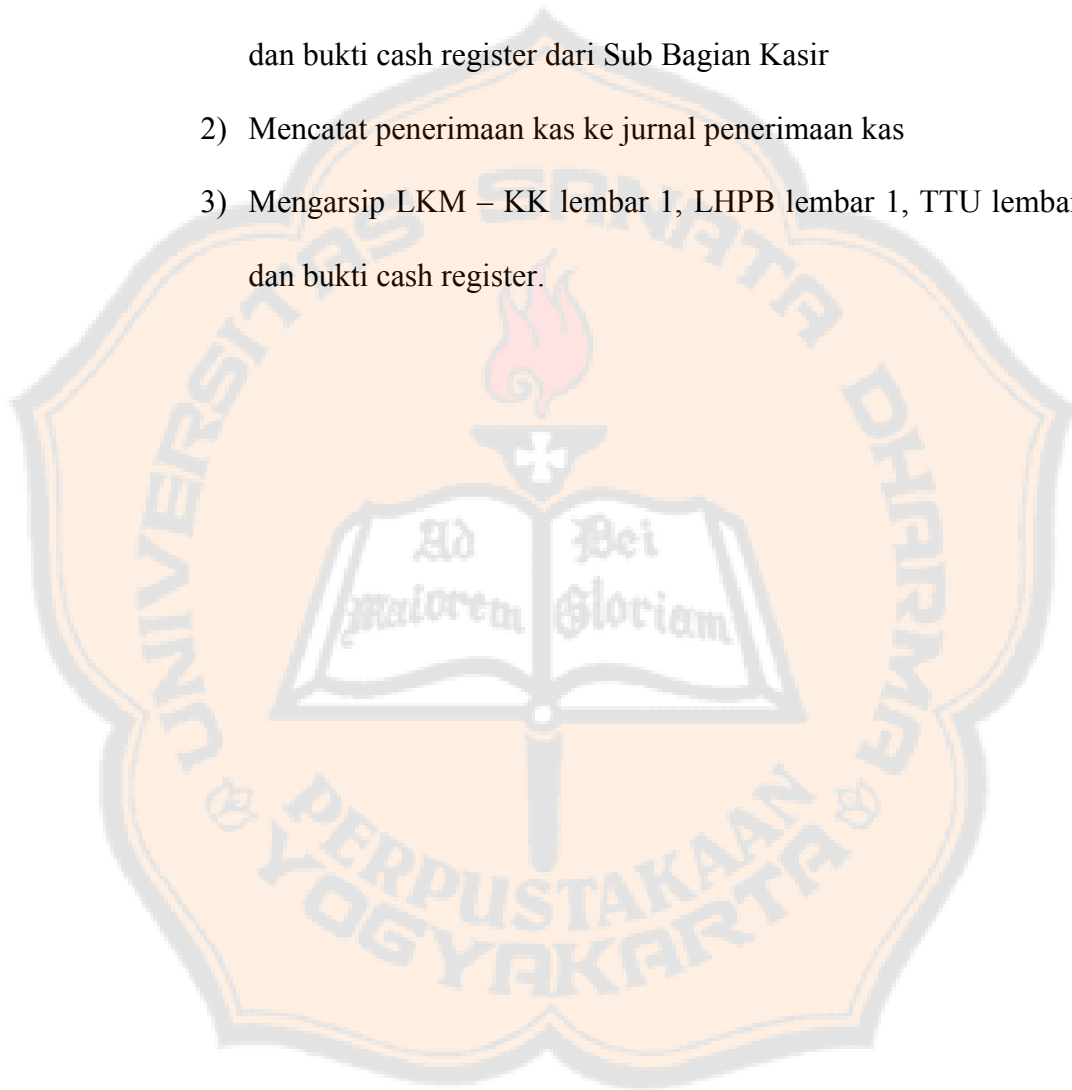 dan bukti cash register dari Sub Bagian Kasir
2) Mencatat penerimaan kas ke jurnal penerimaan kas
3) Mengarsip LKM – KK lembar 1, LHPB lembar 1, TTU lembar
dan bukti cash register.
UNIVERSITAS SANATA DHARMA
Ad Dei
Maiorem Gloriam
PERPUSTAKAAN
YOGYAKARTA